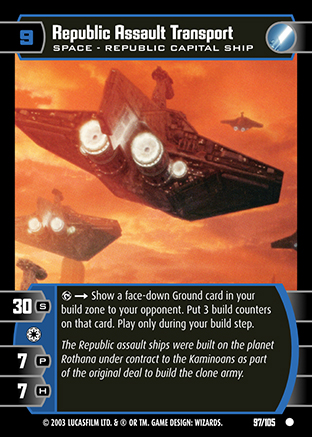 9
Republic Assault Transport
SPACE - REPUBLIC CAPITAL SHIP
30 S
7 P
7 H
→ Show a face-down Ground card in your
build zone to your opponent. Put 3 build counters
on that card. Play only during your build step.
The Republic assault ships were built on the planet
Rothana under contract to the Kaminoans as part
of the original deal to build the clone army.
© 2003 LUCASFILM LTD. & ® OR TM. GAME DESIGN: WIZARDS.
97/105